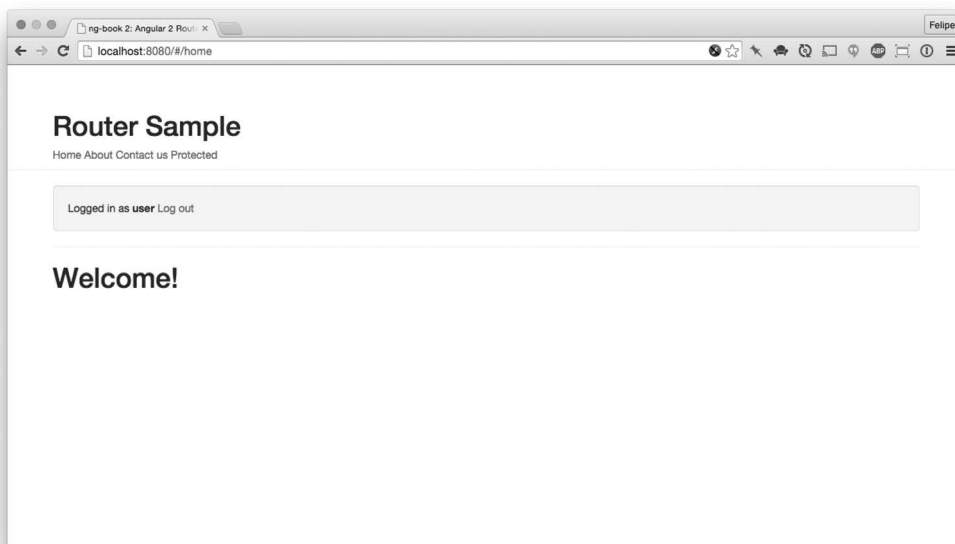 ng-book 2: Angular 2 Rout
Felipe
localhost:8080/#/home
ABP
Router Sample
Home About Contact us Protected
Logged in as user Log out
Welcome!